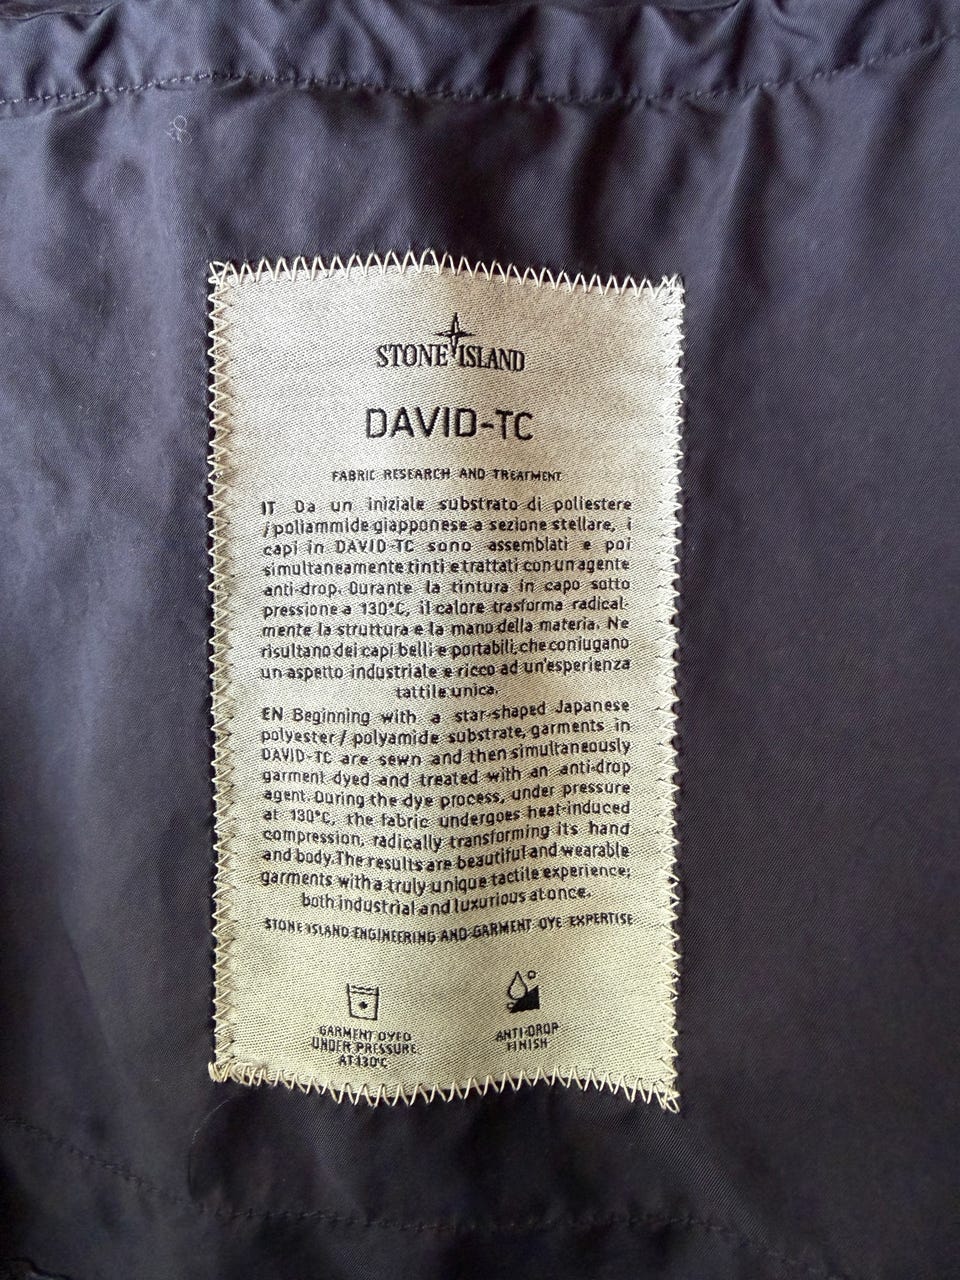 STONE ISLAND
DAVID-TC
FABRIC RESEARCH AND TREATMENT
IT Da un iniziale substrato di poliestere
/ poliammide giapponese a sezione stellare, i
capi in DAVID-TC sono assemblati e poi
simultaneamente tinti e trattati con un agente
anti-drop. Durante la tintura in capo sotto
pressione a 130°C, il calore trasforma radical-
mente la struttura e la mano della materia. Ne
risultano dei capi belli e portabili, che coniugano
un aspetto industriale e ricco ad un'esperienza
tattile unica.
EN Beginning with a star-shaped Japanese
polyester / polyamide substrate, garments in
DAVID-TC are sewn and then simultaneously
garment dyed and treated with an anti-drop
agent. During the dye process, under pressure
at 130°C, the fabric undergoes heat-induced
compression, radically transforming its hand
and body. The results are beautiful and wearable
garments with a truly unique tactile experience;
both industrial and luxurious at once.
STONE ISLAND ENGINEERING AND GARMENT DYE EXPERTISE
GARMENT DYED
UNDER PRESSURE
AT 130°C
ANTI-DROP
FINISH